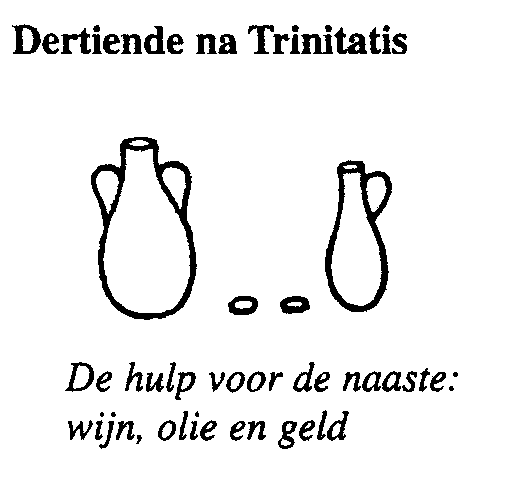 Dertiende na Trinitatis
De hulp voor de naaste:
wijn, olie en geld